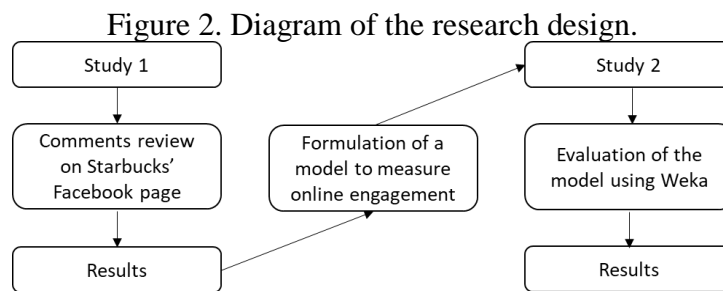 Figure 2. Diagram of the research design.
Study 1
Comments review
on Starbucks'
Facebook page
Results
Formulation of a
model to measure
online engagement
Study 2
Evaluation of the
model using Weka
Results